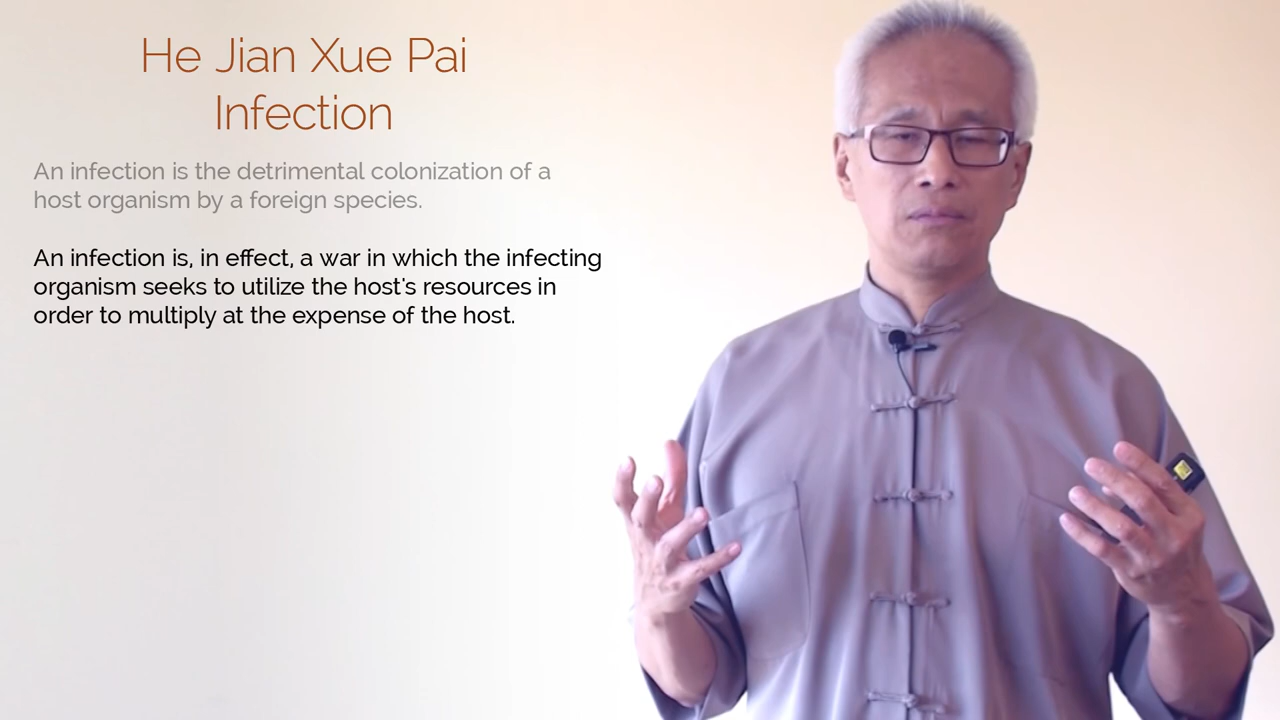 He Jian Xue Pai
Infection
An infection is the detrimental colonization of a
host organism by a foreign species.
An infection is, in effect, a war in which the infecting
organism seeks to utilize the host's resources in
order to multiply at the expense of the host.